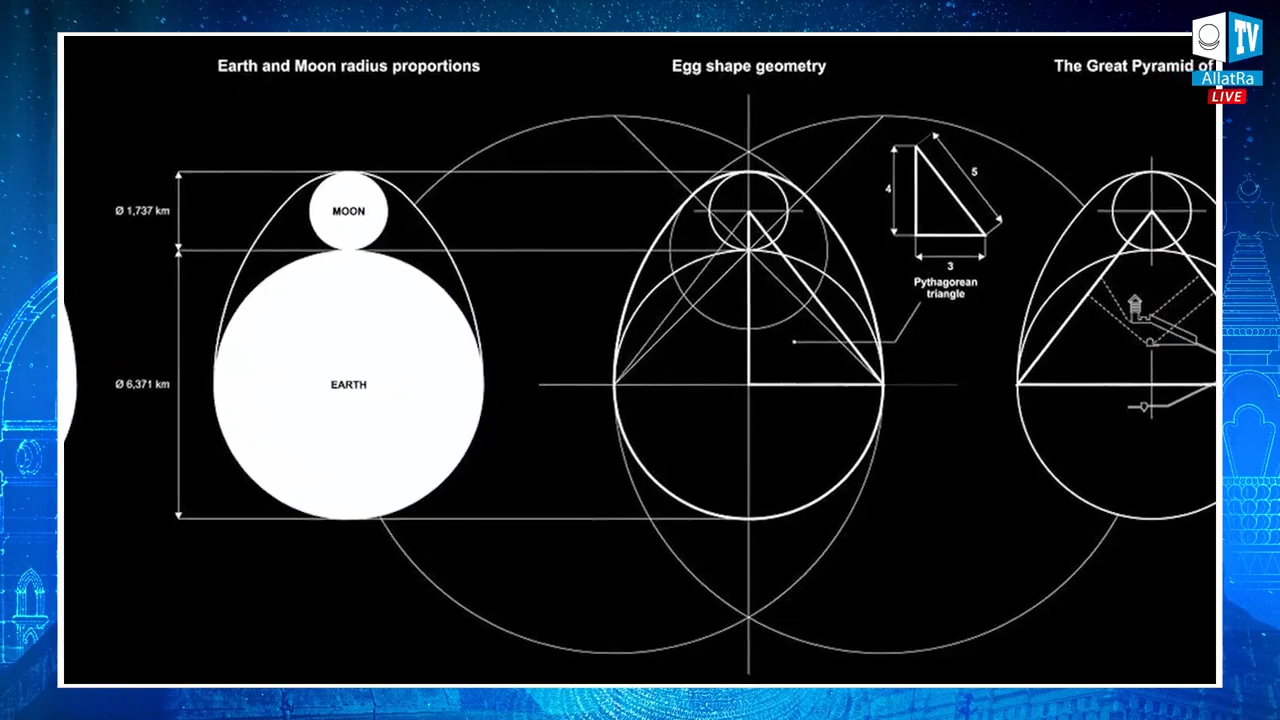 Earth and Moon radius proportions
Egg shape geometry
The Great Pyramid of
TV
AllatRa
LIVE
Ø 1,737 km
MOON
4
5
3
Pythagorean
triangle
Ø 6,371 km
EARTH